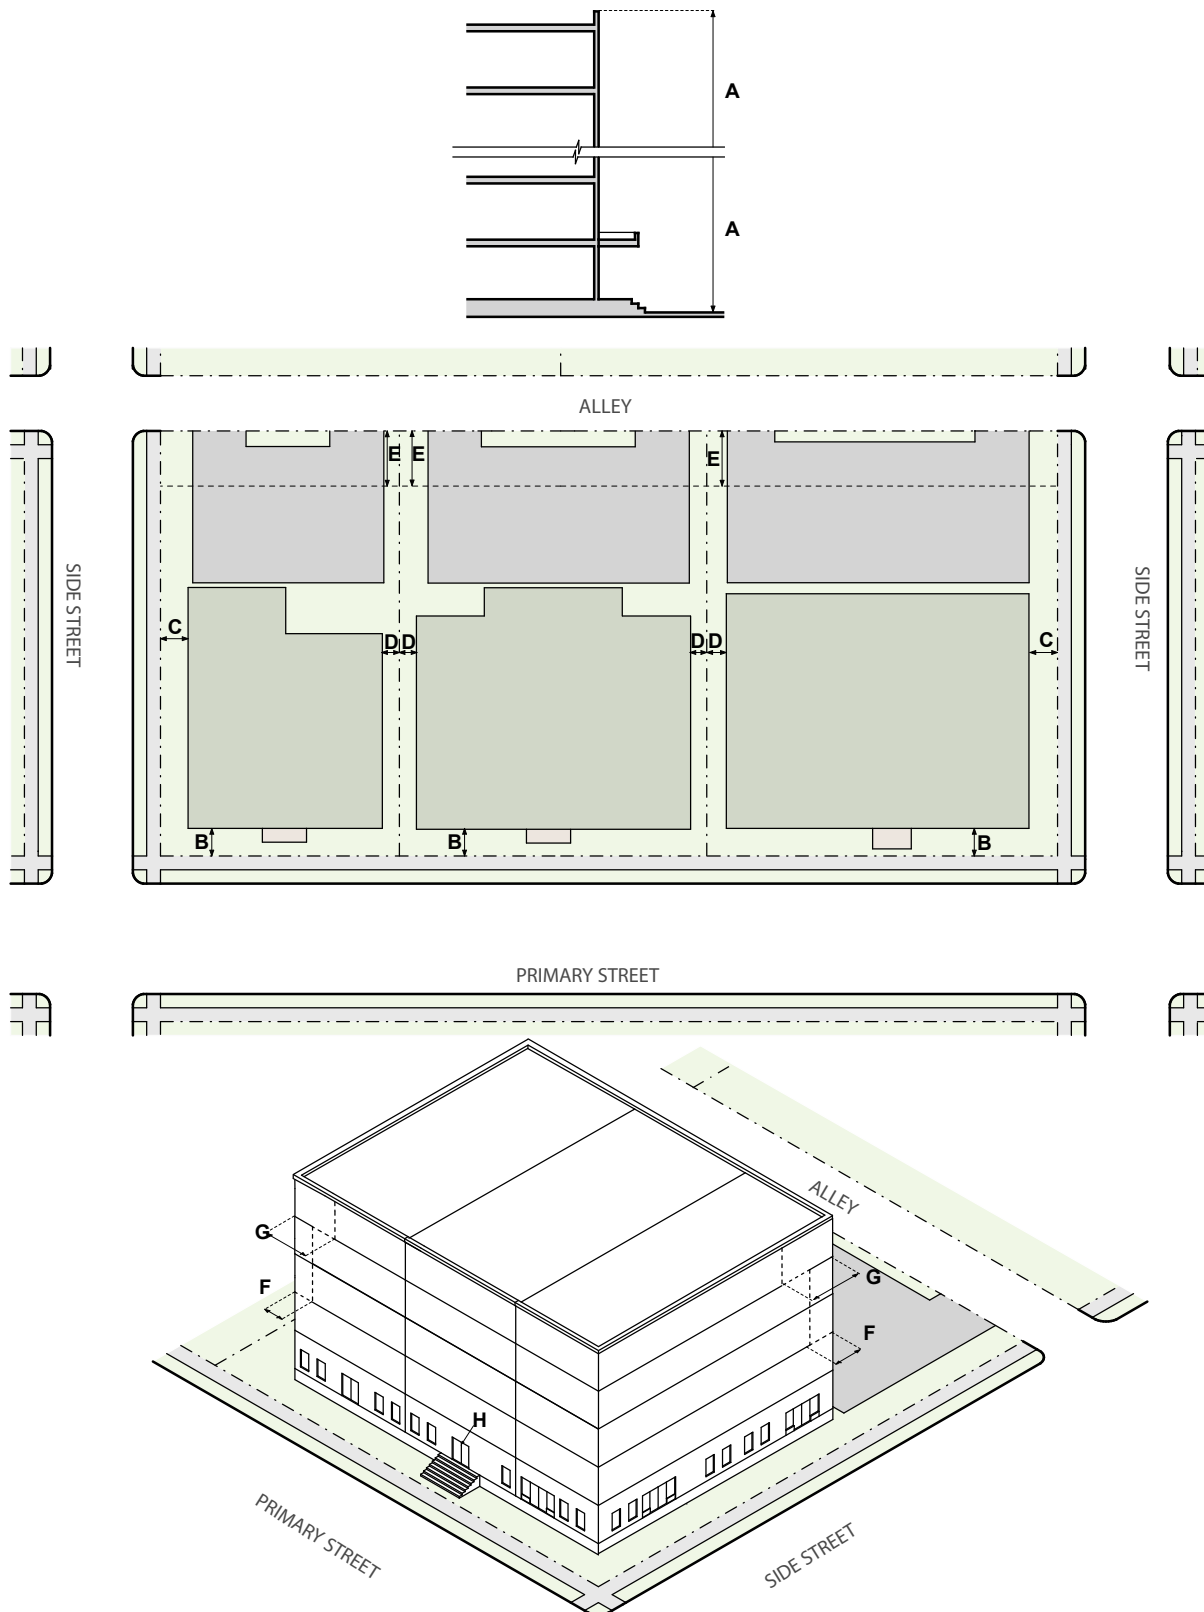 A
A
ALLEY
E E E
SIDE STREET
SIDE STREET
C D D D D C
B B B
PRIMARY STREET
ALLEY
G
G
F
F
H
PRIMARY STREET
SIDE STREET